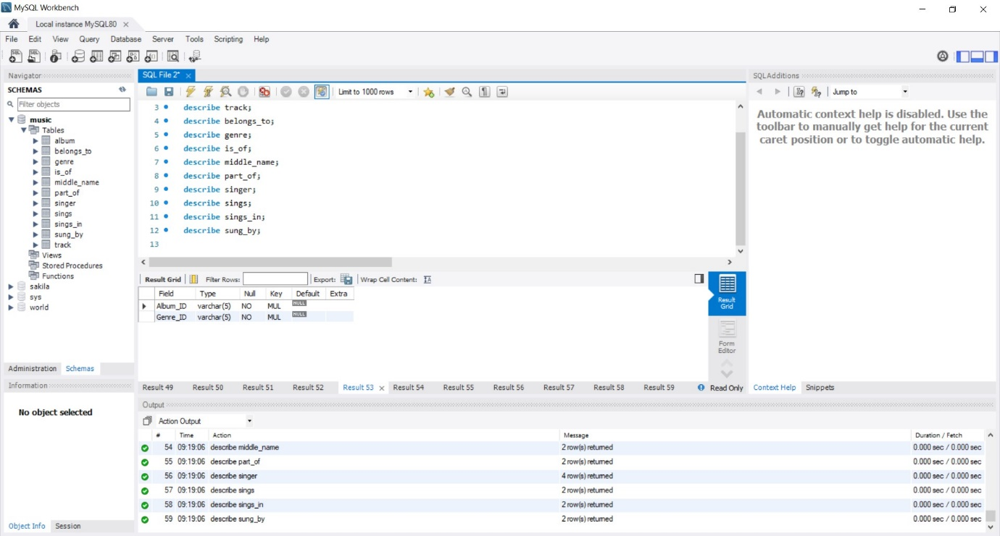 MySQL Workbench
Local instance MySQL80 ×
File Edit View Query Database Server Tools Scripting Help
Navigator
SCHEMAS
Filter objects
music
Tables
album
belongs_to
genre
is_of
middle_name
part_of
singer
sings
sings_in
sung_by
track
Views
Stored Procedures
Functions
sakila
sys
world
Administration Schemas
Information
No object selected
Object Info Session
SQL File 2* ×
Limit to 1000 rows
3 describe track;
4 describe belongs_to;
5 describe genre;
6 describe is_of;
7 describe middle_name;
8 describe part_of;
9 describe singer;
10 describe sings;
11 describe sings_in;
12 describe sung_by;
13
Result Grid Filter Rows: Export: Wrap Cell Content:
Field Type Null Key Default Extra
Album_ID varchar(5) NO MUL NULL
Genre_ID varchar(5) NO MUL NULL
Result
Grid
Form
Editor
Result 49 Result 50 Result 51 Result 52 Result 53 × Result 54 Result 55 Result 56 Result 57 Result 58 Result 59 Read Only
Output
Action Output
# Time Action Message Duration / Fetch
54 09:19:06 describe middle_name 2 row(s) returned 0.000 sec / 0.000 sec
55 09:19:06 describe part_of 2 row(s) returned 0.000 sec / 0.000 sec
56 09:19:06 describe singer 4 row(s) returned 0.000 sec / 0.000 sec
57 09:19:06 describe sings 2 row(s) returned 0.000 sec / 0.000 sec
58 09:19:06 describe sings_in 2 row(s) returned 0.000 sec / 0.000 sec
59 09:19:06 describe sung_by 2 row(s) returned 0.000 sec / 0.000 sec
SQLAdditions
Jump to
Automatic context help is disabled. Use the
toolbar to manually get help for the current
caret position or to toggle automatic help.
Context Help Snippets